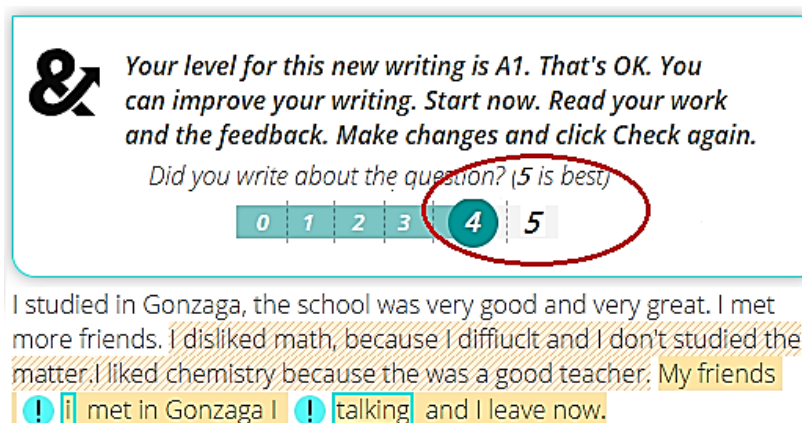 Your level for this new writing is A1. That's OK. You
can improve your writing. Start now. Read your work
and the feedback. Make changes and click Check again.
Did you write about the question? (5 is best)
0 1 2 3 4 5
I studied in Gonzaga, the school was very good and very great. I met
more friends. I disliked math, because I diffiuclt and I don't studied the
matter.I liked chemistry because the was a good teacher. My friends
! i met in Gonzaga I ! talking and I leave now.